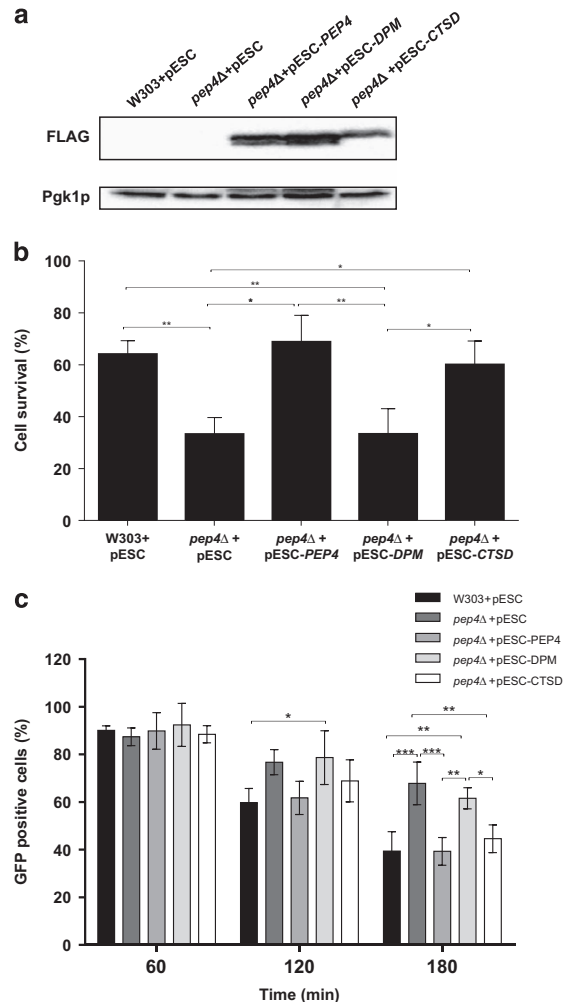 a
W303+pESC
pep4Δ+pESC
pep4Δ+pESC-PEP4
pep4Δ+pESC-DPM
pep4Δ +pESC-CTSD
FLAG
Pgk1p
b
Cell survival (%)
100
80
60
40
20
0
*
**
* **
** *
W303+ pep4Δ + pep4Δ + pep4Δ + pep4Δ +
pESC pESC pESC-PEP4 pESC-DPM pESC-CTSD
c
W303+pESC
pep4Δ +pESC
pep4Δ +pESC-PEP4
pep4Δ +pESC-DPM
pep4Δ +pESC-CTSD
GFP positive cells (%)
120
100
80
60
40
20
0
*
**
**
*** ***
** *
60 120 180
Time (min)